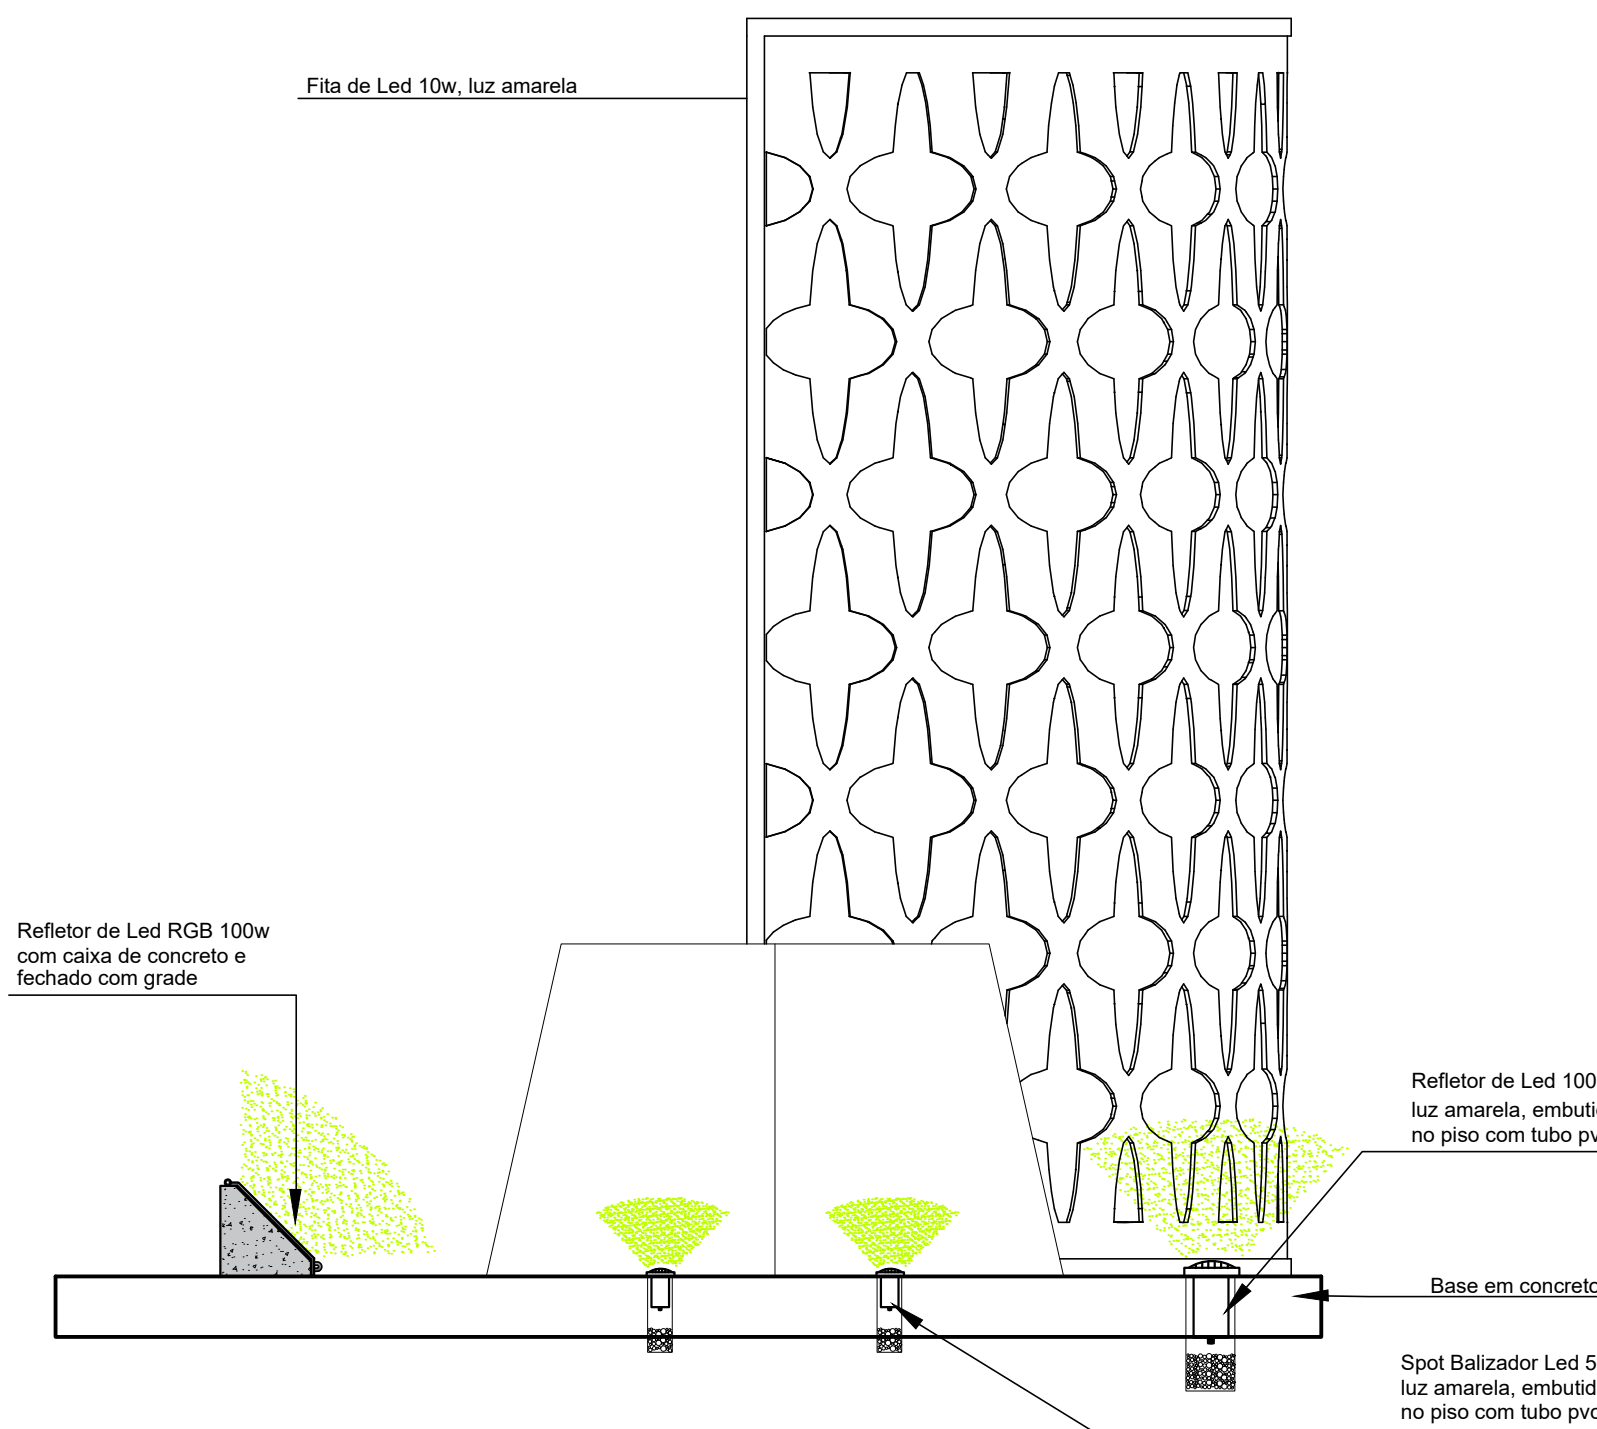 Fita de Led 10w, luz amarela
Refletor de Led RGB 100w
com caixa de concreto e
fechado com grade
Refletor de Led 100
luz amarela, embuti
no piso com tubo pv
Base em concreto
Spot Balizador Led 5
luz amarela, embutid
no piso com tubo pvc